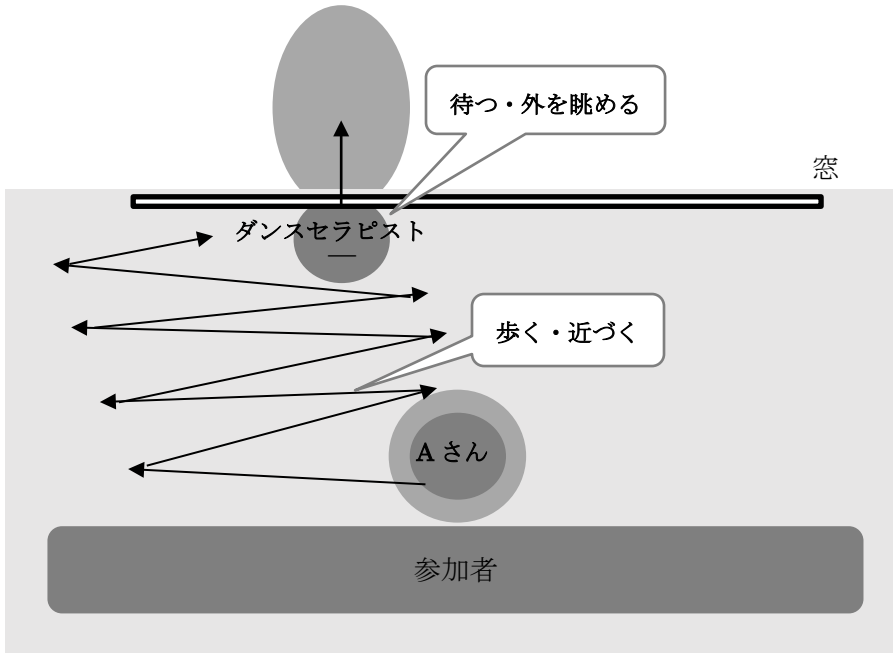 待つ・外を眺める
窓
ダンスセラピスト
歩く・近づく
Aさん
参加者